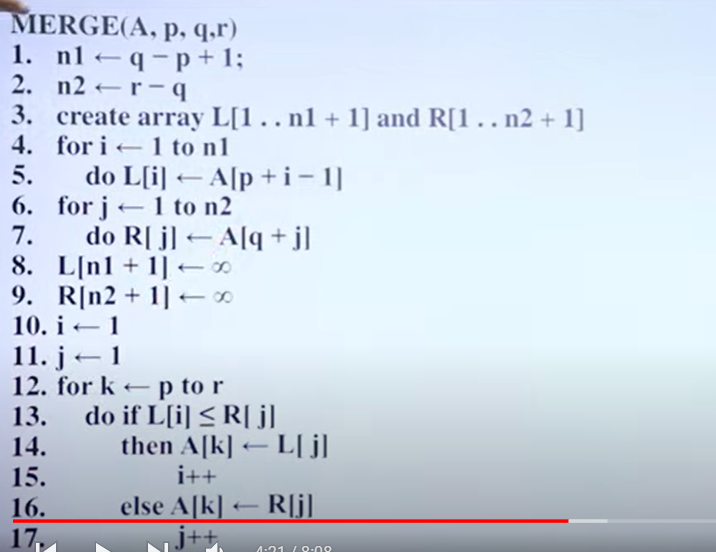 MERGE(A, p, q,r)
1. n1 ← q − p + 1;
2. n2 ← r − q
3. create array L[1 . . n1 + 1] and R[1 . . n2 + 1]
4. for i ← 1 to n1
5. do L[i] ← A[p + i − 1]
6. for j ← 1 to n2
7. do R[ j] ← A[q + j]
8. L[n1 + 1] ← ∞
9. R[n2 + 1] ← ∞
10. i ← 1
11. j ← 1
12. for k ← p to r
13. do if L[i] ≤ R[ j]
14. then A[k] ← L[ j]
15. i++
16. else A[k] ← R[j]
17. j++
4:21 / 8:08